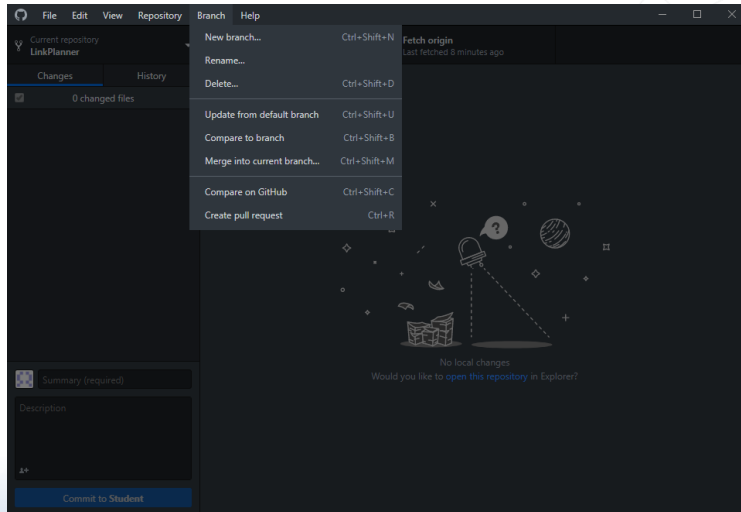 File Edit View Repository Branch Help
Current repository
LinkPlanner
Fetch origin
Last fetched 8 minutes ago
Changes History
0 changed files
New branch... Ctrl+Shift+N
Rename...
Delete... Ctrl+Shift+D
Update from default branch Ctrl+Shift+U
Compare to branch Ctrl+Shift+B
Merge into current branch... Ctrl+Shift+M
Compare on GitHub Ctrl+Shift+C
Create pull request Ctrl+R
?
No local changes
Would you like to open this repository in Explorer?
Summary (required)
Description
Commit to Student